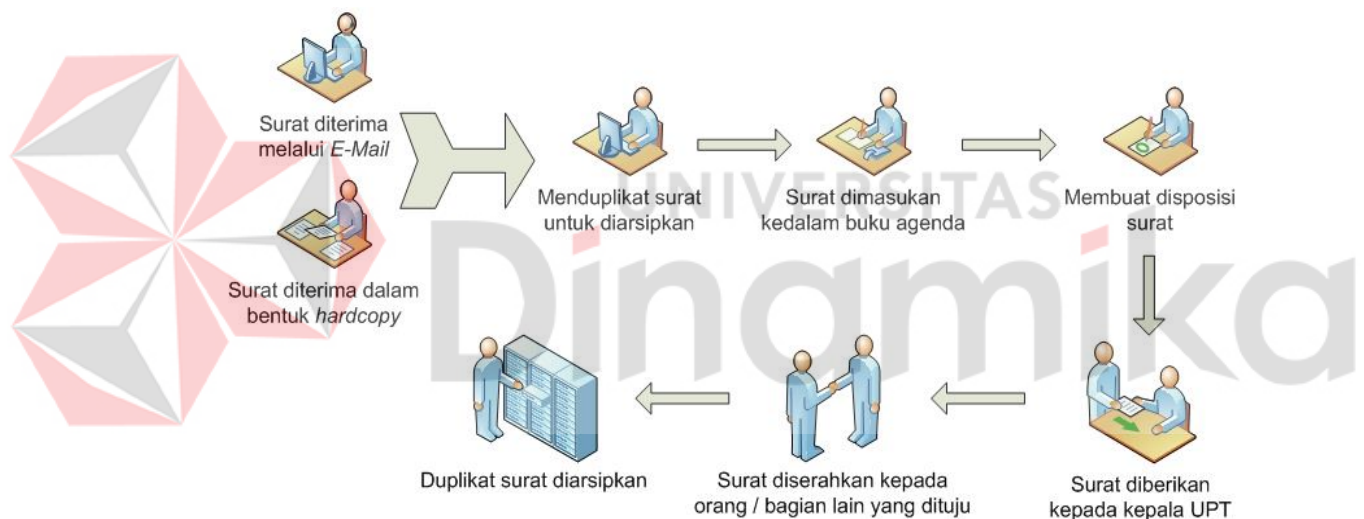 Surat diterima
melalui E-Mail
Surat diterima dalam
bentuk hardcopy
Menduplikat surat
untuk diarsipkan
Surat dimasukan
kedalam buku agenda
Membuat disposisi
surat
Surat diberikan
kepada kepala UPT
Surat diserahkan kepada
orang / bagian lain yang dituju
Duplikat surat diarsipkan
UNIVERSITAS
Dinamika